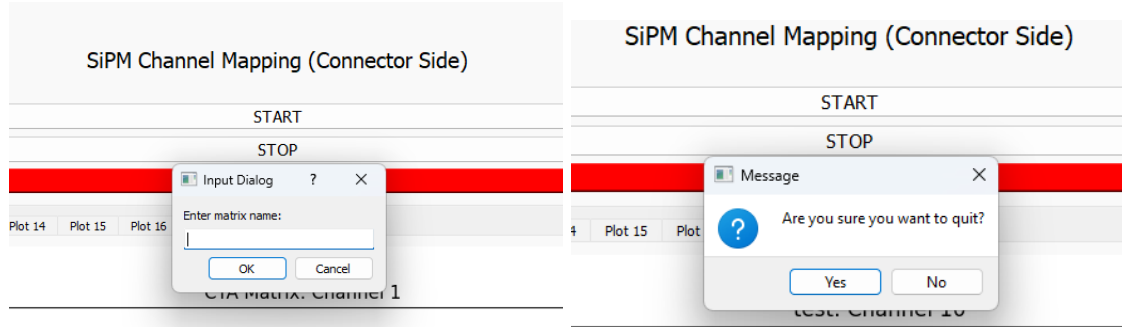 SiPM Channel Mapping (Connector Side)
START
STOP
Input Dialog ? X
Plot 14 Plot 15 Plot 16
Enter matrix name:
OK Cancel
CTA Matrix: Channel 1
SiPM Channel Mapping (Connector Side)
START
STOP
Message X
4 Plot 15 Plot
Are you sure you want to quit?
Yes No
test: Channel 10